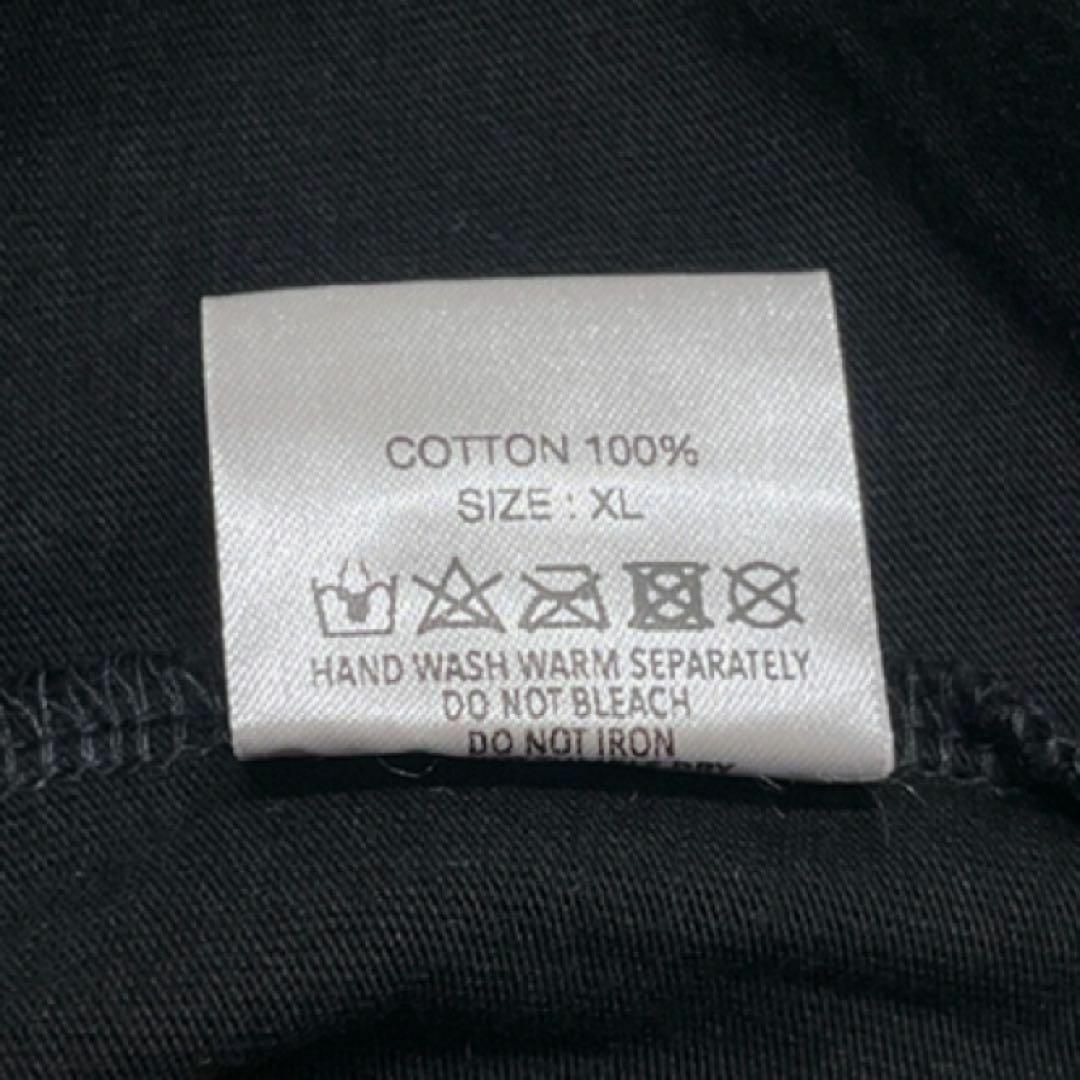 COTTON 100%
SIZE : XL
HAND WASH WARM SEPARATELY
DO NOT BLEACH
DO NOT IRON